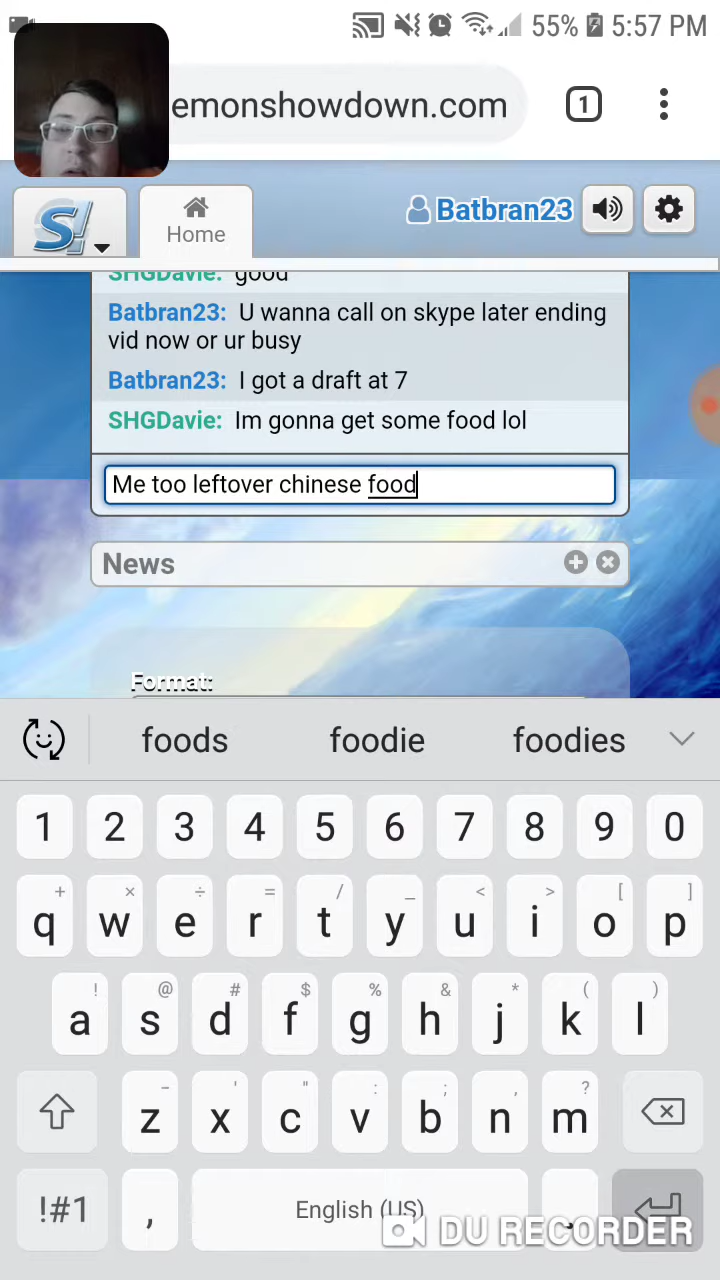 55% 5:57 PM
emonshowdown.com 1
S!
Home
Batbran23
SHGDavie: good
Batbran23: U wanna call on skype later ending
vid now or ur busy
Batbran23: I got a draft at 7
SHGDavie: Im gonna get some food lol
Me too leftover chinese food
News
Format:
foods foodie foodies
1 2 3 4 5 6 7 8 9 0
+ × ÷ = / _ < > [ ]
q w e r t y u i o p
! @ # $ % & * ( )
a s d f g h j k l
- ' " : ; , ?
z x c v b n m
!#1 , English (US) .
DU RECORDER